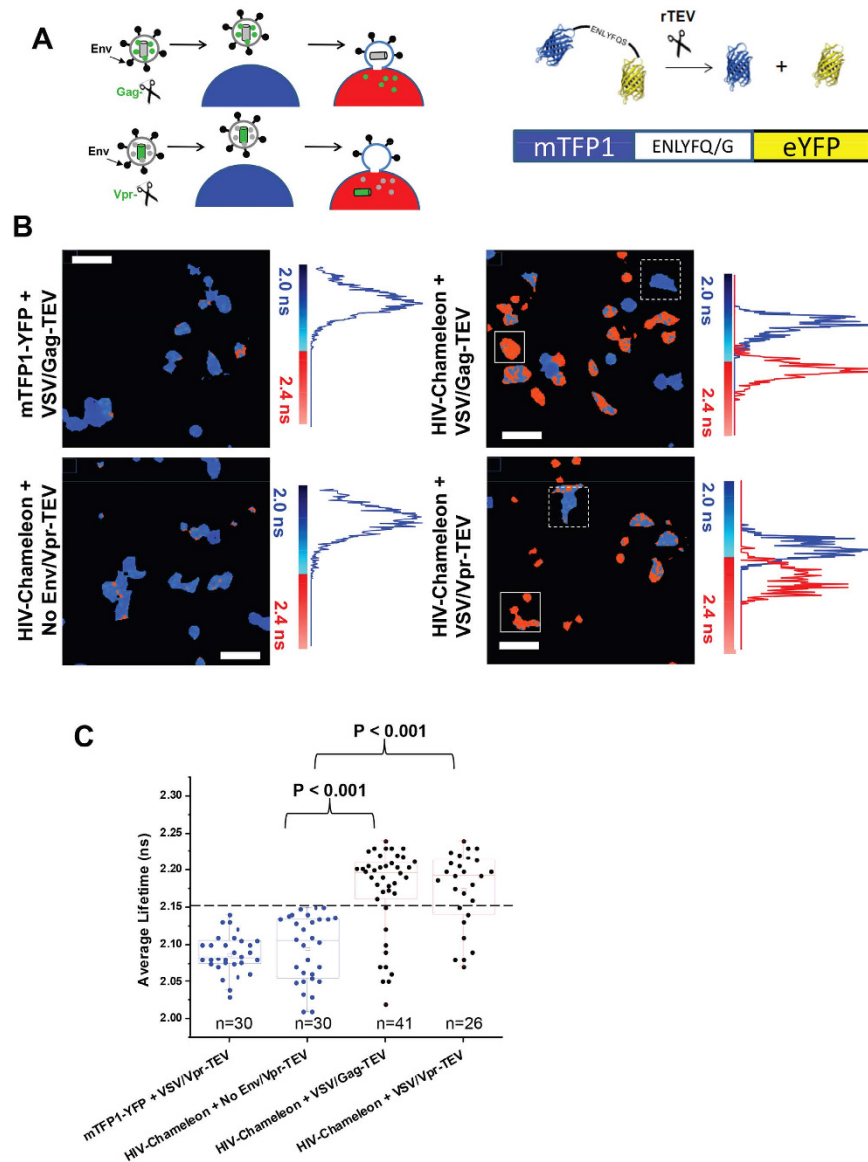 A
Env
Gag-
Env
Vpr-
rTEV
ENLYFQS
+
mTFP1 ENLYFQ/G eYFP
B
mTFP1-YFP +
VSV/Gag-TEV
2.0 ns
2.4 ns
HIV-Chameleon +
VSV/Gag-TEV
2.0 ns
2.4 ns
HIV-Chameleon +
No Env/Vpr-TEV
2.0 ns
2.4 ns
HIV-Chameleon +
VSV/Vpr-TEV
2.0 ns
2.4 ns
C
P < 0.001
P < 0.001
Average Lifetime (ns)
2.30
2.25
2.20
2.15
2.10
2.05
2.00
n=30 n=30 n=41 n=26
mTFP1-YFP + VSV/Vpr-TEV
HIV-Chameleon + No Env/Vpr-TEV
HIV-Chameleon + VSV/Gag-TEV
HIV-Chameleon + VSV/Vpr-TEV